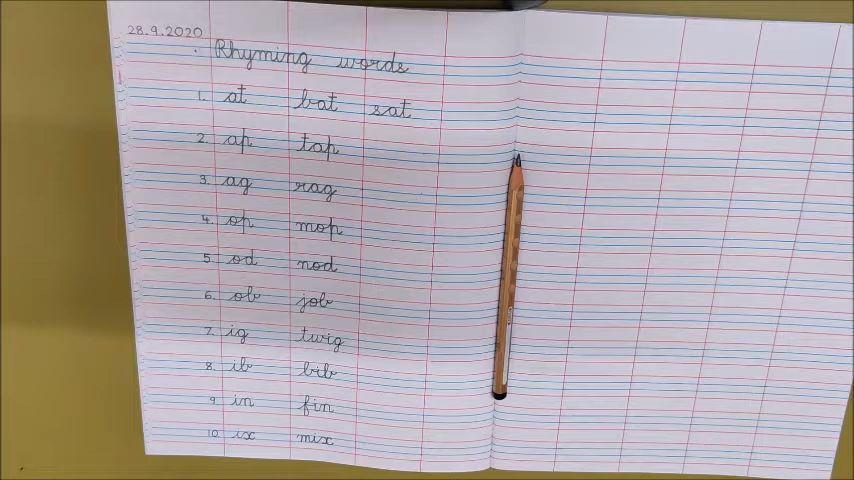 28.9.2020
Rhyming words
1. at bat sat
2. ap tap
3. ag rag
4. op mop
5. od nod
6. ob job
7. ig twig
8. ib bib
9 in fin
10. ix mix